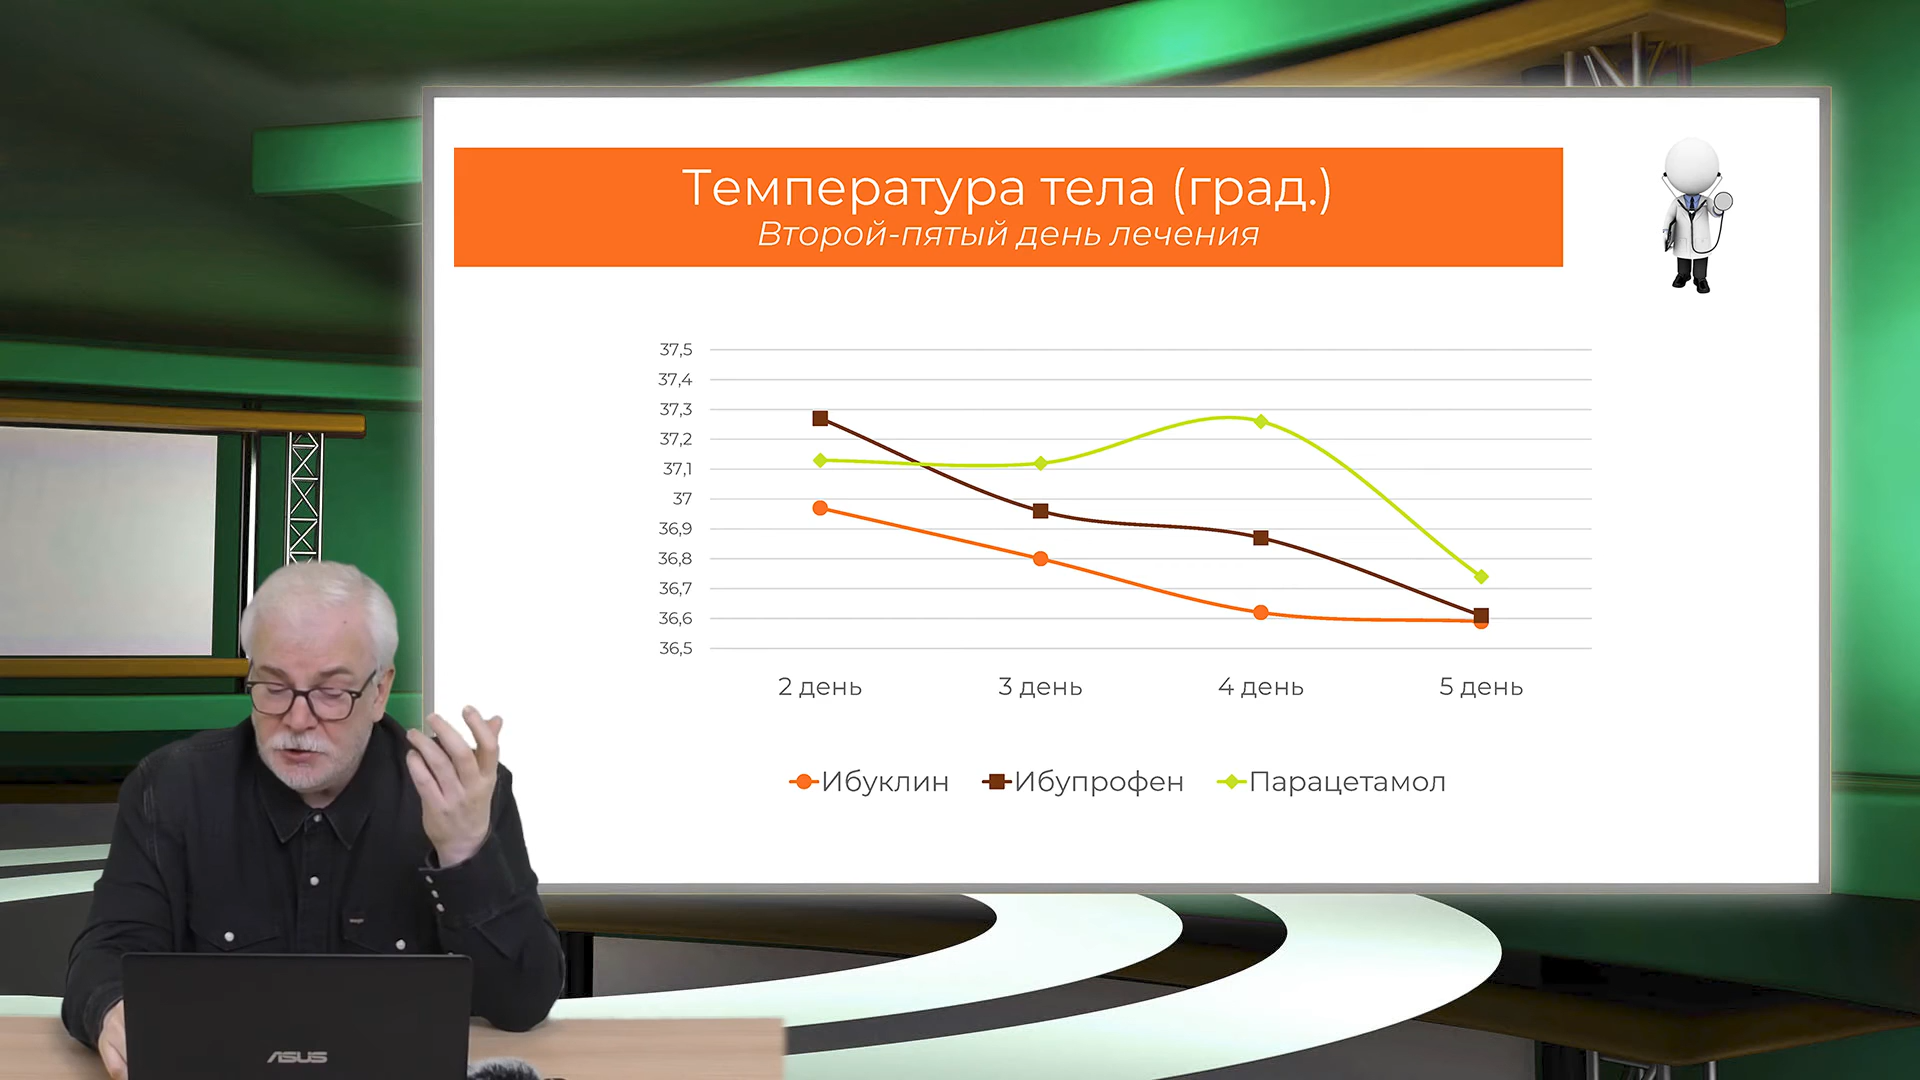 Температура тела (град.)
Второй-пятый день лечения
37,5
37,4
37,3
37,2
37,1
37
36,9
36,8
36,7
36,6
36,5
2 день 3 день 4 день 5 день
Ибуклин Ибупрофен Парацетамол
ASUS